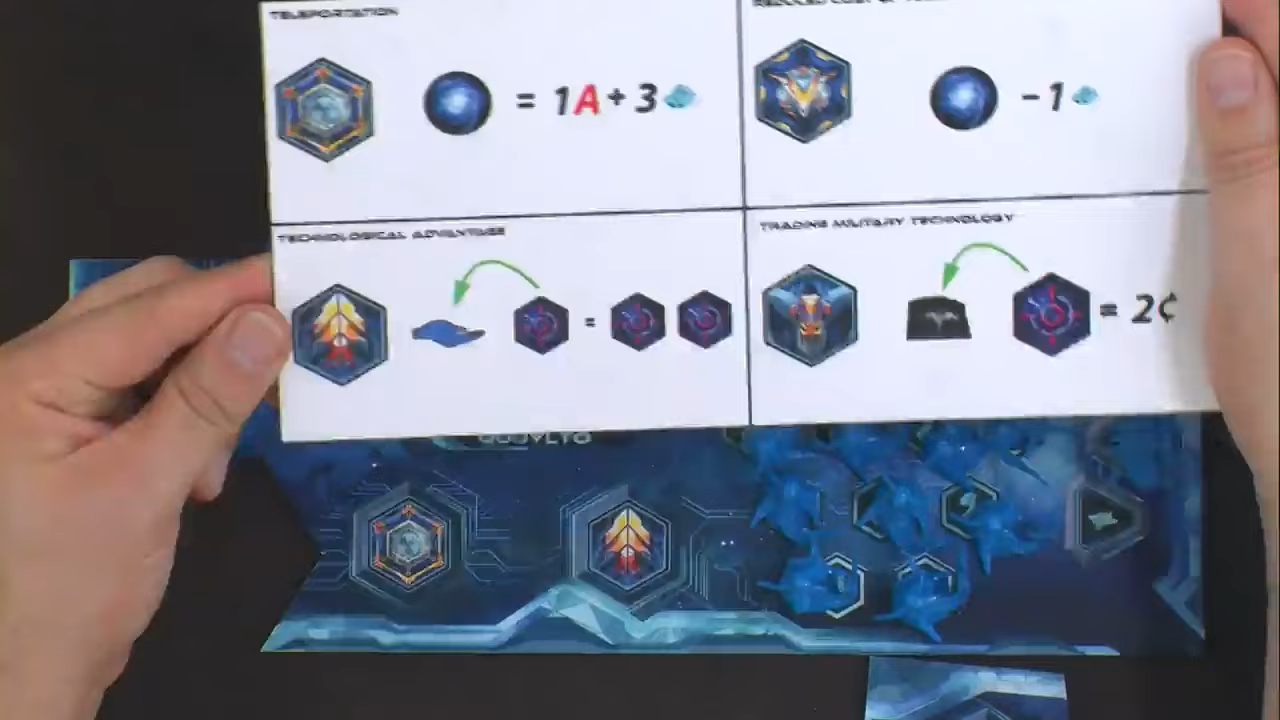 TELEPORTATION
= 1A + 3
-1
TECHNOLOGICAL ADVANTAGE
=
TRADING MILITARY TECHNOLOGY
= 2¢